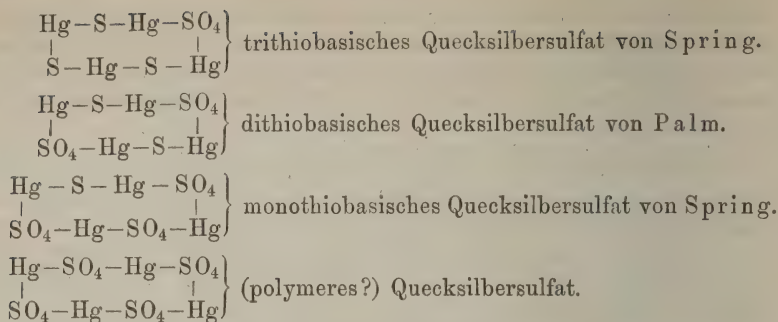 Hg–S–Hg–SO₄
S–Hg–S–Hg } trithiobasisches Quecksilbersulfat von Spring.
Hg–S–Hg–SO₄
SO₄–Hg–S–Hg } dithiobasisches Quecksilbersulfat von Palm.
Hg – S – Hg – SO₄
SO₄–Hg–SO₄–Hg } monothiobasisches Quecksilbersulfat von Spring.
Hg–SO₄–Hg–SO₄
SO₄–Hg–SO₄–Hg } (polymeres?) Quecksilbersulfat.